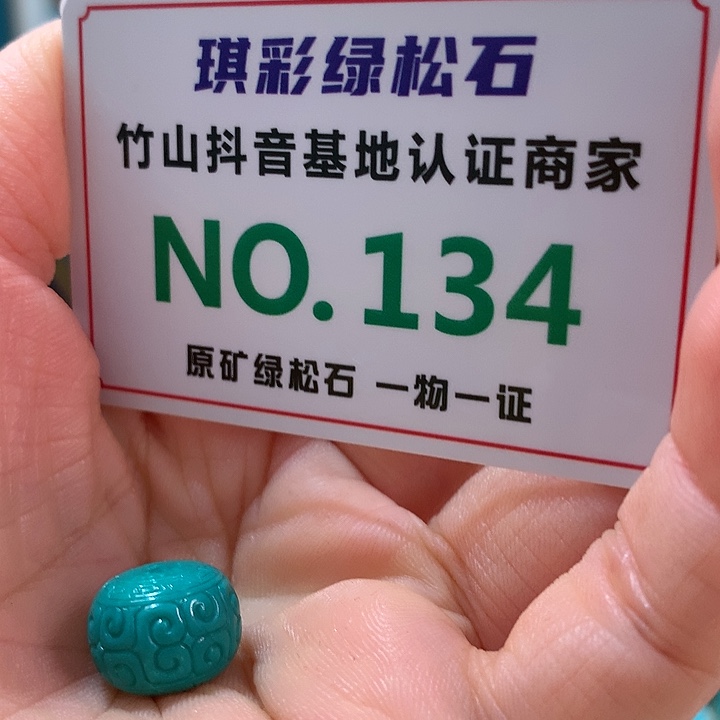 琪彩绿松石
竹山抖音基地认证商家
NO.134
原矿绿松石 一物一证